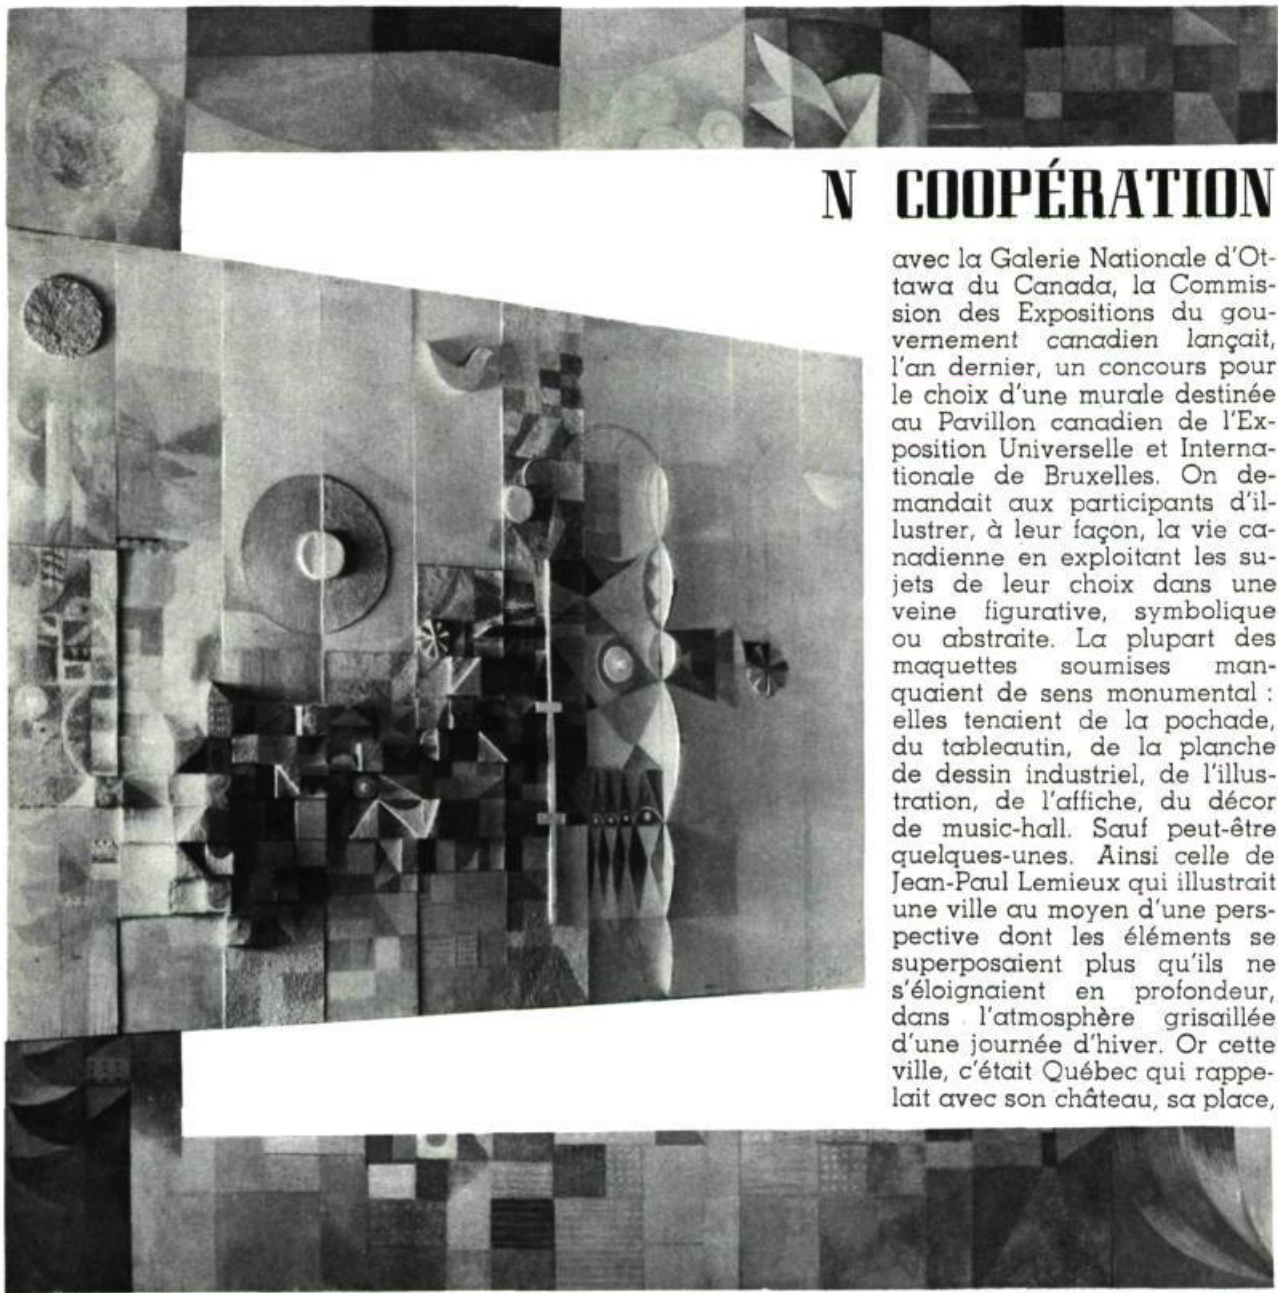 N COOPÉRATION
avec la Galerie Nationale d'Ot-
tawa du Canada, la Commis-
sion des Expositions du gou-
vernement canadien lançait,
l'an dernier, un concours pour
le choix d'une murale destinée
au Pavillon canadien de l'Ex-
position Universelle et Interna-
tionale de Bruxelles. On de-
mandait aux participants d'il-
lustrer, à leur façon, la vie ca-
nadienne en exploitant les su-
jets de leur choix dans une
veine figurative, symbolique
ou abstraite. La plupart des
maquettes soumises man-
quaient de sens monumental :
elles tenaient de la pochade,
du tableautin, de la planche
de dessin industriel, de l'illus-
tration, de l'affiche, du décor
de music-hall. Sauf peut-être
quelques-unes. Ainsi celle de
Jean-Paul Lemieux qui illustrait
une ville au moyen d'une pers-
pective dont les éléments se
superposaient plus qu'ils ne
s'éloignaient en profondeur,
dans l'atmosphère grisaillée
d'une journée d'hiver. Or cette
ville, c'était Québec qui rappe-
lait avec son château, sa place,